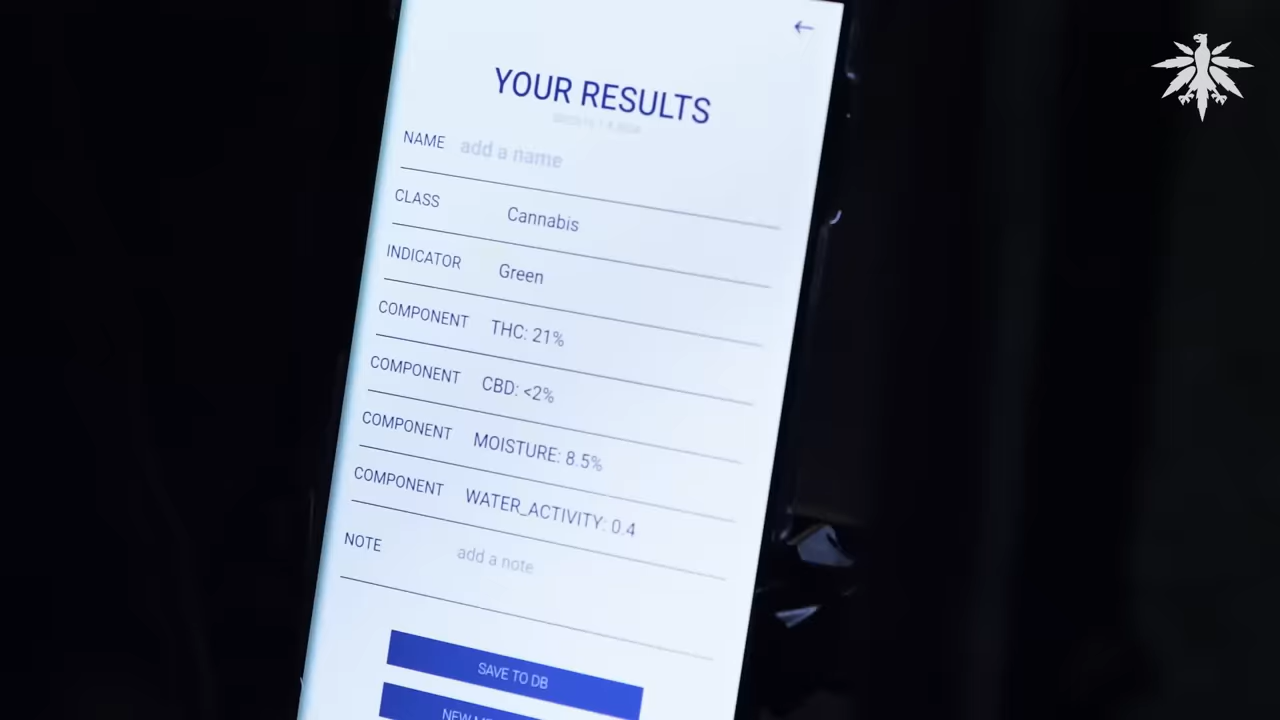 YOUR RESULTS
NAME add a name
CLASS Cannabis
INDICATOR Green
COMPONENT THC: 21%
COMPONENT CBD: <2%
COMPONENT MOISTURE: 8.5%
COMPONENT WATER_ACTIVITY: 0.4
NOTE add a note
SAVE TO DB
NEW